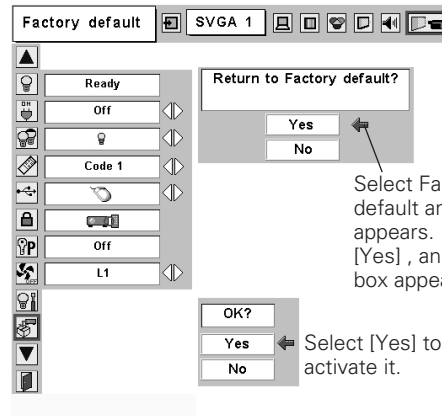 Factory default
SVGA 1
Ready
ON
Off
Code 1
Off
P
L1
Return to Factory default?
Yes
No
Select Fa
default an
appears.
[Yes] , an
box appea
OK?
Yes
No
Select [Yes] to
activate it.